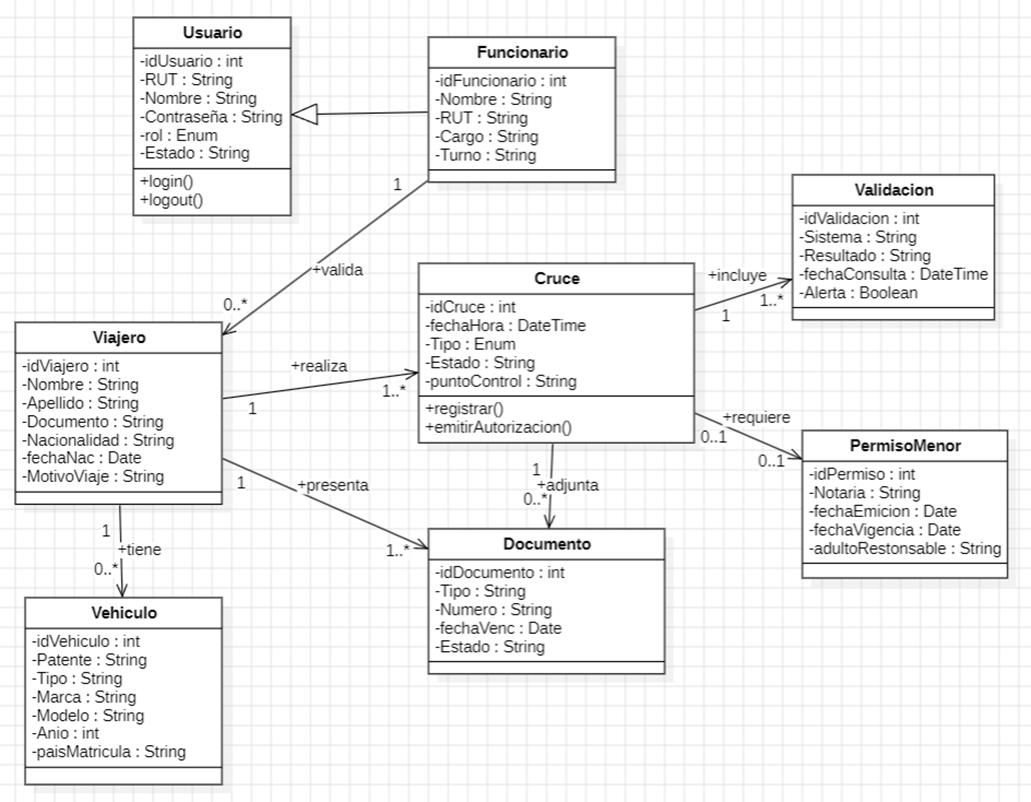 Usuario
-idUsuario : int
-RUT : String
-Nombre : String
-Contraseña : String
-rol : Enum
-Estado : String
+login()
+logout()
Funcionario
-idFuncionario : int
-Nombre : String
-RUT : String
-Cargo : String
-Turno : String
1
+valida
0..*
Validacion
-idValidacion : int
-Sistema : String
-Resultado : String
-fechaConsulta : DateTime
-Alerta : Boolean
Cruce
-idCruce : int
-fechaHora : DateTime
-Tipo : Enum
-Estado : String
-puntoControl : String
+registrar()
+emitirAutorizacion()
+incluye
1..*
1
Viajero
-idViajero : int
-Nombre : String
-Apellido : String
-Documento : String
-Nacionalidad : String
-fechaNac : Date
-MotivoViaje : String
+realiza
1..*
1
+requiere
0..1
0..1
PermisoMenor
-idPermiso : int
-Notaria : String
-fechaEmicion : Date
-fechaVigencia : Date
-adultoRestonsable : String
1
+presenta
1..*
1
+adjunta
0..*
Documento
-idDocumento : int
-Tipo : String
-Numero : String
-fechaVenc : Date
-Estado : String
1
+tiene
0..*
Vehiculo
-idVehiculo : int
-Patente : String
-Tipo : String
-Marca : String
-Modelo : String
-Anio : int
-paisMatricula : String